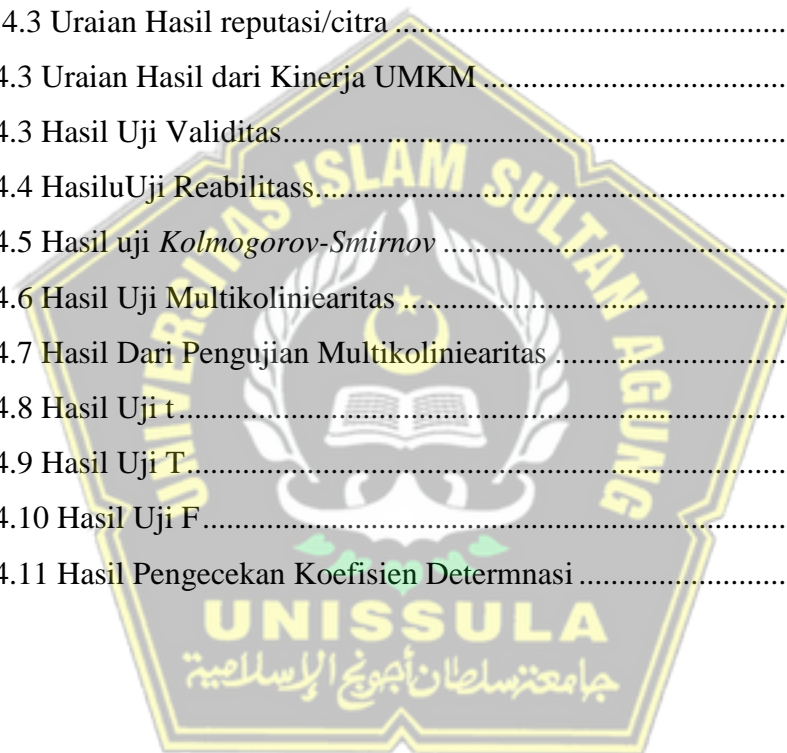 4.3 Uraian Hasil reputasi/citra ................................................
4.3 Uraian Hasil dari Kinerja UMKM ......................................
4.3 Hasil Uji Validitas................................................................
4.4 HasiluUji Reabilitass............................................................
4.5 Hasil uji Kolmogorov-Smirnov ...........................................
4.6 Hasil Uji Multikoliniearitas .................................................
4.7 Hasil Dari Pengujian Multikoliniearitas .............................
4.8 Hasil Uji t.............................................................................
4.9 Hasil Uji T............................................................................
4.10 Hasil Uji F..........................................................................
4.11 Hasil Pengecekan Koefisien Determnasi ..........................
UNIVERSITAS ISLAM SULTAN AGUNG
UNISSULA
جامعة سلطان أجونج الإسلامية